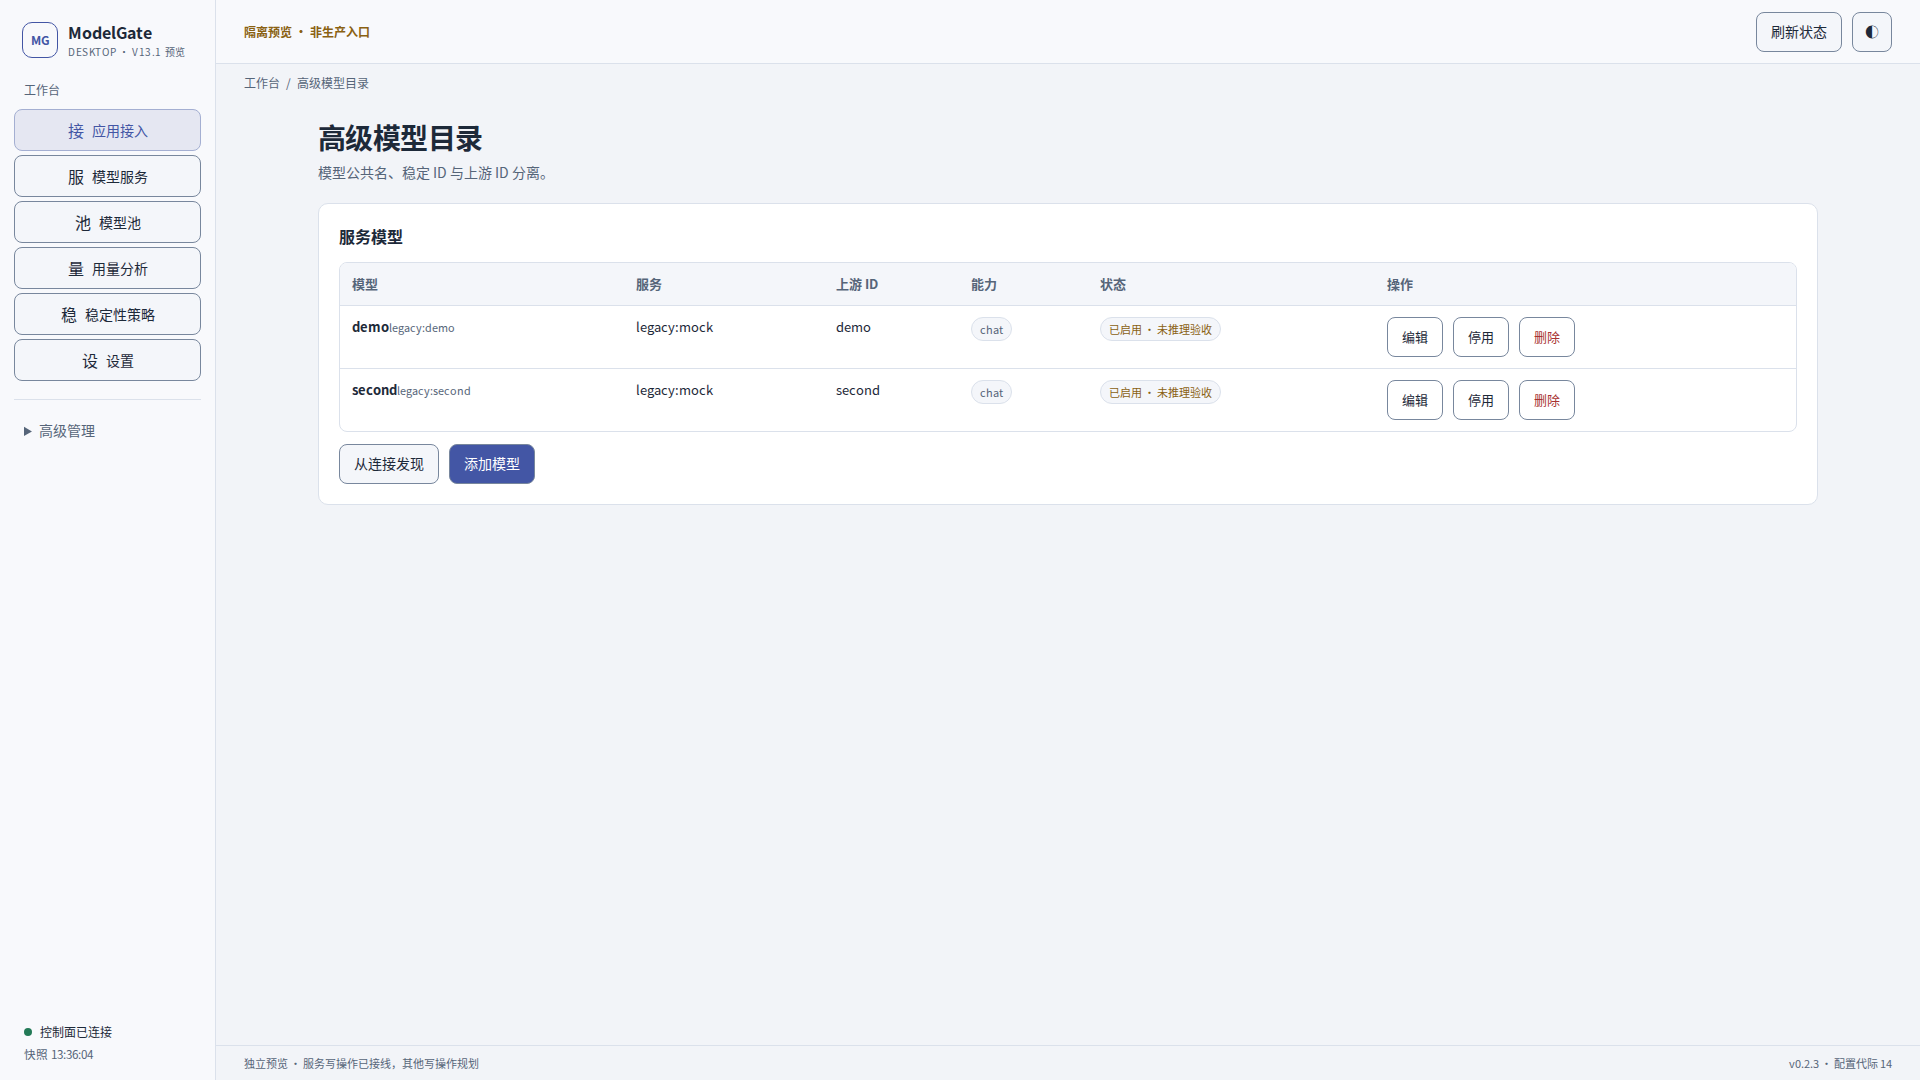 MG
ModelGate
DESKTOP · V13.1 预览
工作台
接 应用接入
服 模型服务
池 模型池
量 用量分析
稳 稳定性策略
设 设置
▶ 高级管理
控制面已连接
快照 13:36:04
隔离预览 · 非生产入口
刷新状态
工作台 / 高级模型目录
高级模型目录
模型公共名、稳定 ID 与上游 ID 分离。
服务模型
模型 服务 上游 ID 能力 状态 操作
demolegacy:demo legacy:mock demo chat 已启用 · 未推理验收 编辑 停用 删除
secondlegacy:second legacy:mock second chat 已启用 · 未推理验收 编辑 停用 删除
从连接发现 添加模型
独立预览 · 服务写操作已接线，其他写操作规划
v0.2.3 · 配置代际 14